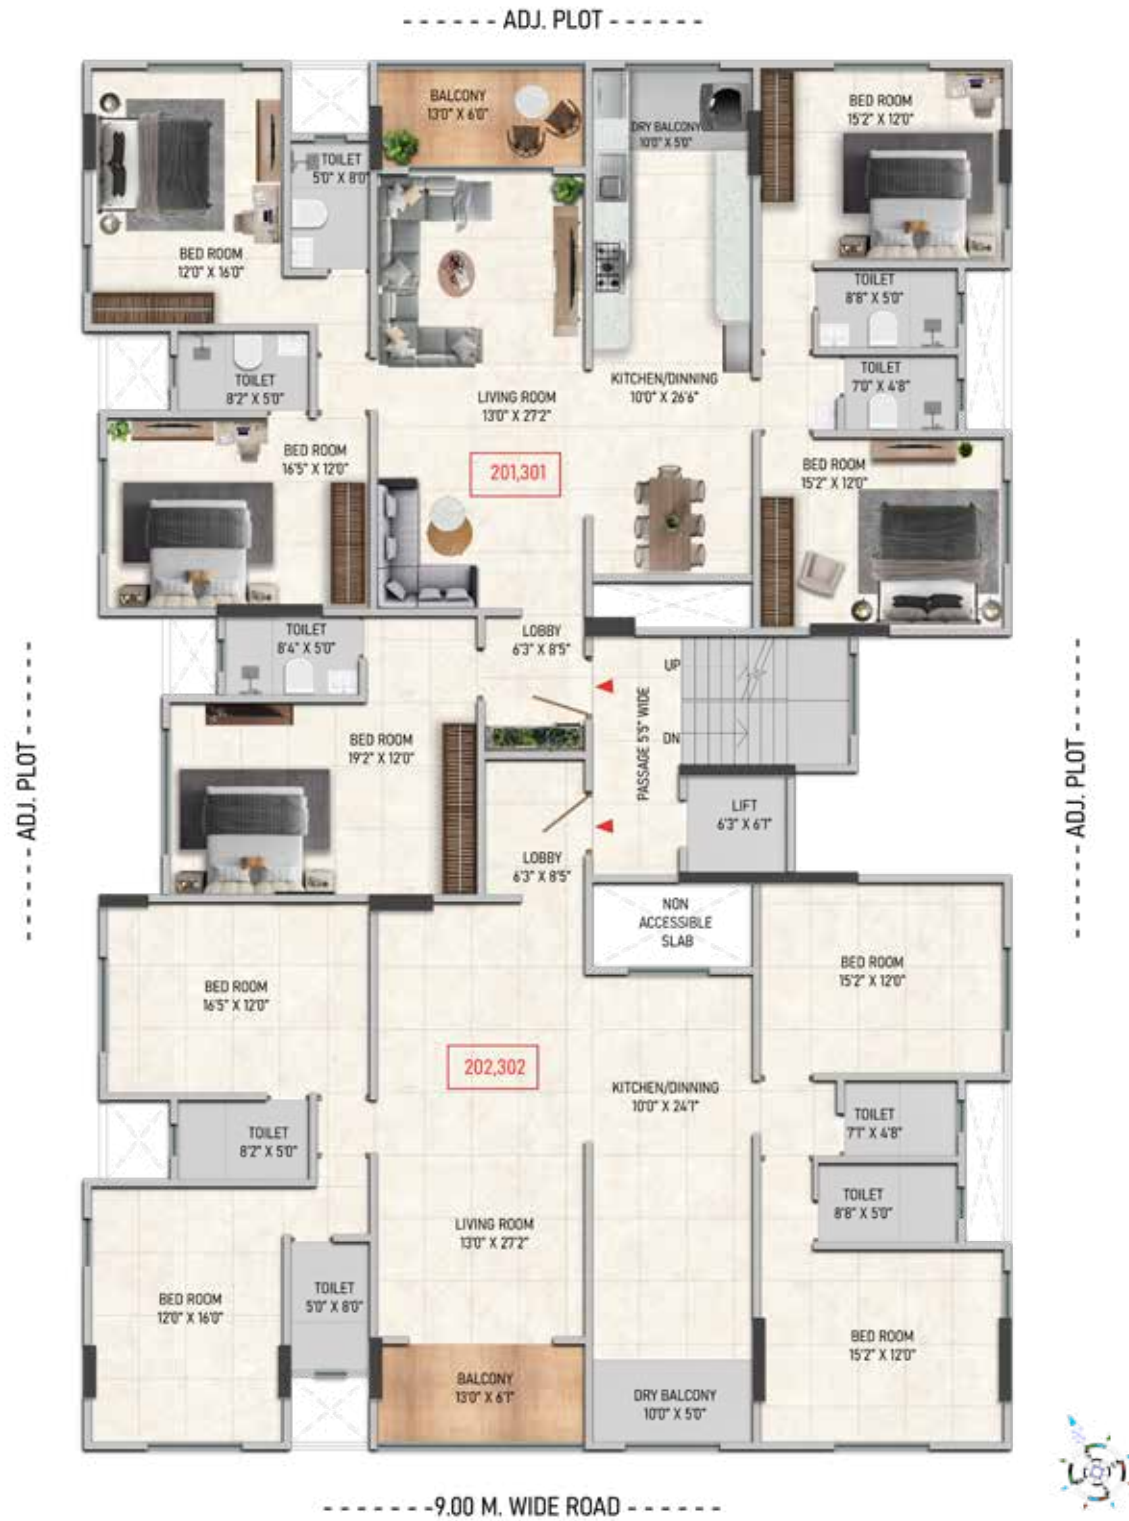 ADJ. PLOT
BALCONY
13'0" X 6'0"
DRY BALCONY
10'0" X 5'0"
BED ROOM
15'2" X 12'0"
TOILET
5'0" X 8'0"
BED ROOM
12'0" X 16'0"
TOILET
8'8" X 5'0"
TOILET
8'2" X 5'0"
TOILET
7'0" X 4'8"
KITCHEN/DINNING
10'0" X 26'6"
LIVING ROOM
13'0" X 27'2"
BED ROOM
16'5" X 12'0"
201,301
BED ROOM
15'2" X 12'0"
TOILET
8'4" X 5'0"
LOBBY
6'3" X 8'5"
UP
PASSAGE 5'5" WIDE
DN
BED ROOM
19'2" X 12'0"
ADJ. PLOT
ADJ. PLOT
LIFT
6'3" X 6'1"
LOBBY
6'3" X 8'5"
NON
ACCESSIBLE
SLAB
BED ROOM
15'2" X 12'0"
BED ROOM
16'5" X 12'0"
202,302
KITCHEN/DINNING
10'0" X 24'1"
TOILET
7'1" X 4'8"
TOILET
8'2" X 5'0"
TOILET
8'8" X 5'0"
LIVING ROOM
13'0" X 27'2"
TOILET
5'0" X 8'0"
BED ROOM
12'0" X 16'0"
BED ROOM
15'2" X 12'0"
BALCONY
13'0" X 6'1"
DRY BALCONY
10'0" X 5'0"
9.00 M. WIDE ROAD